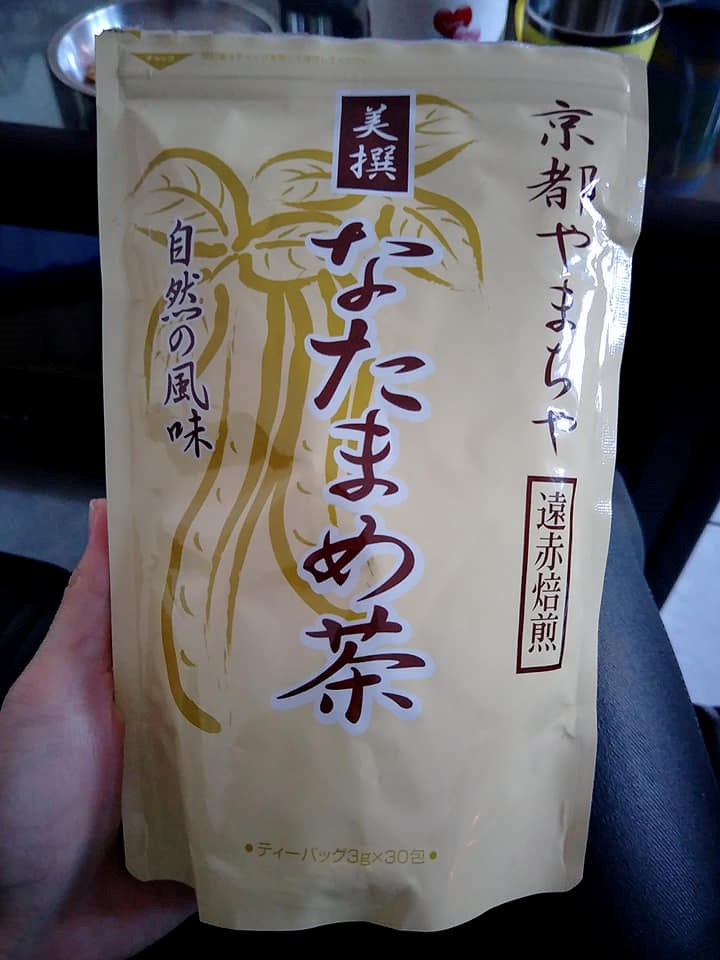 京都やまちや
遠赤焙煎
美撰
なたまめ茶
自然の風味
•ティーバッグ3g×30包•